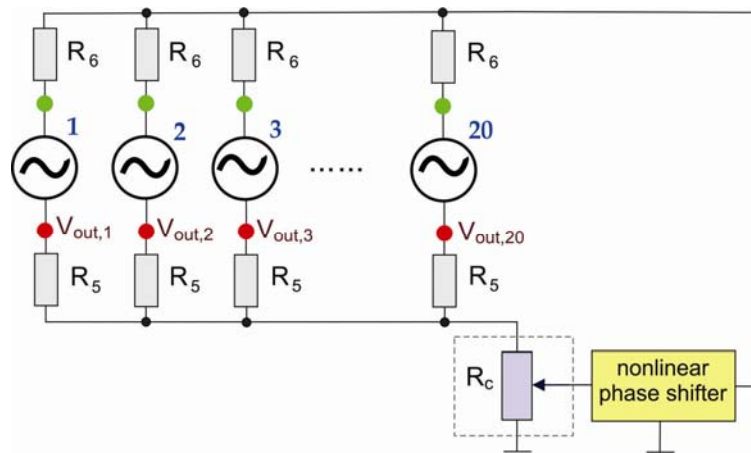 R6 R6 R6 R6
1 2 3 20
......
Vout,1 Vout,2 Vout,3 Vout,20
R5 R5 R5 R5
Rc
nonlinear
phase shifter